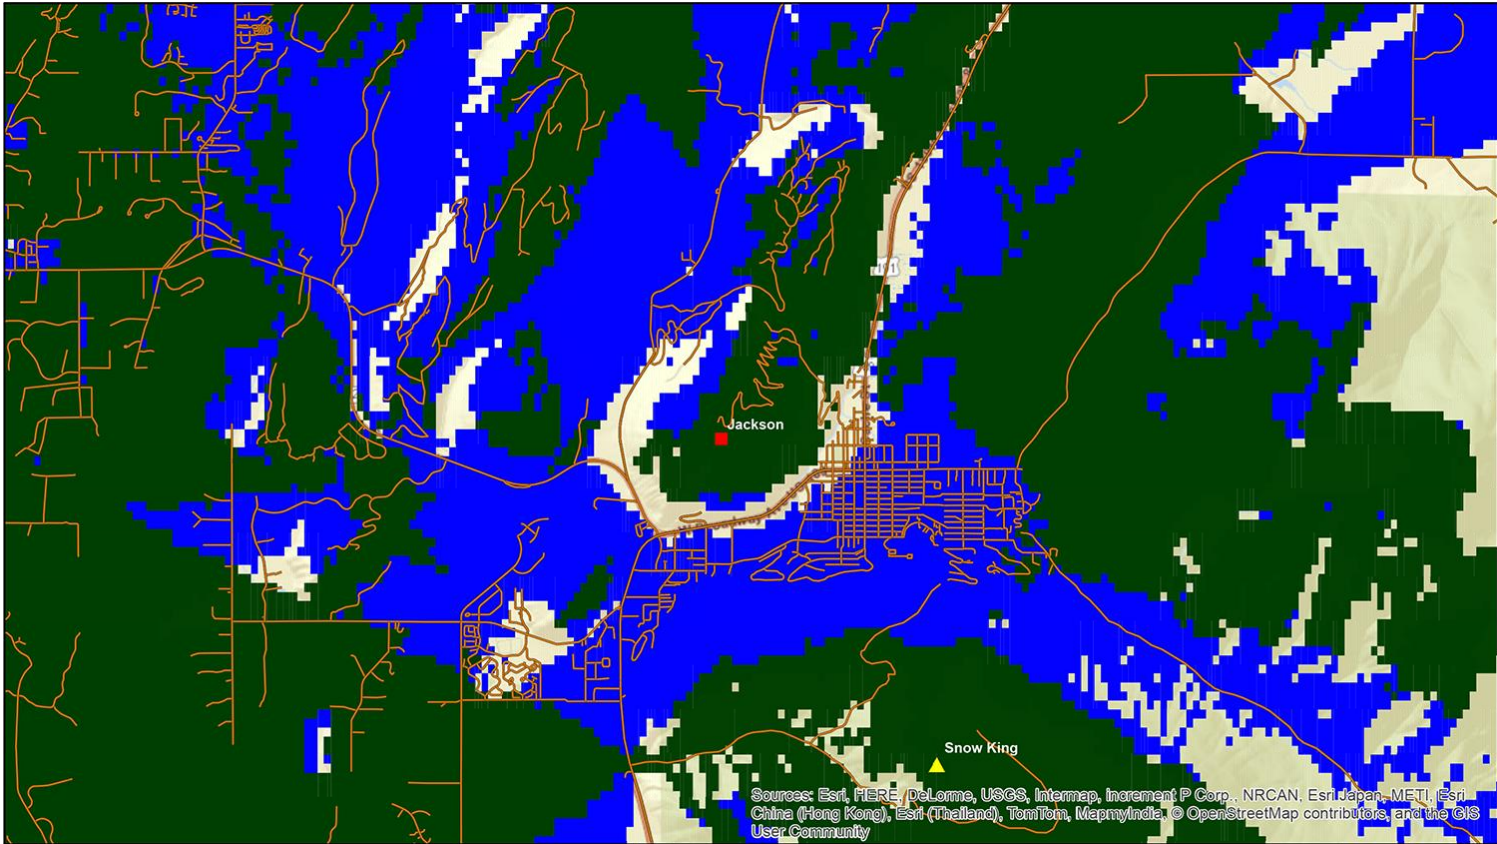 Jackson
Snow King
Sources: Esri, HERE, DeLorme, USGS, Intermap, increment P Corp., NRCAN, Esri Japan, METI, Esri
China (Hong Kong), Esri (Thailand), TomTom, MapmyIndia, © OpenStreetMap contributors, and the GIS
User Community